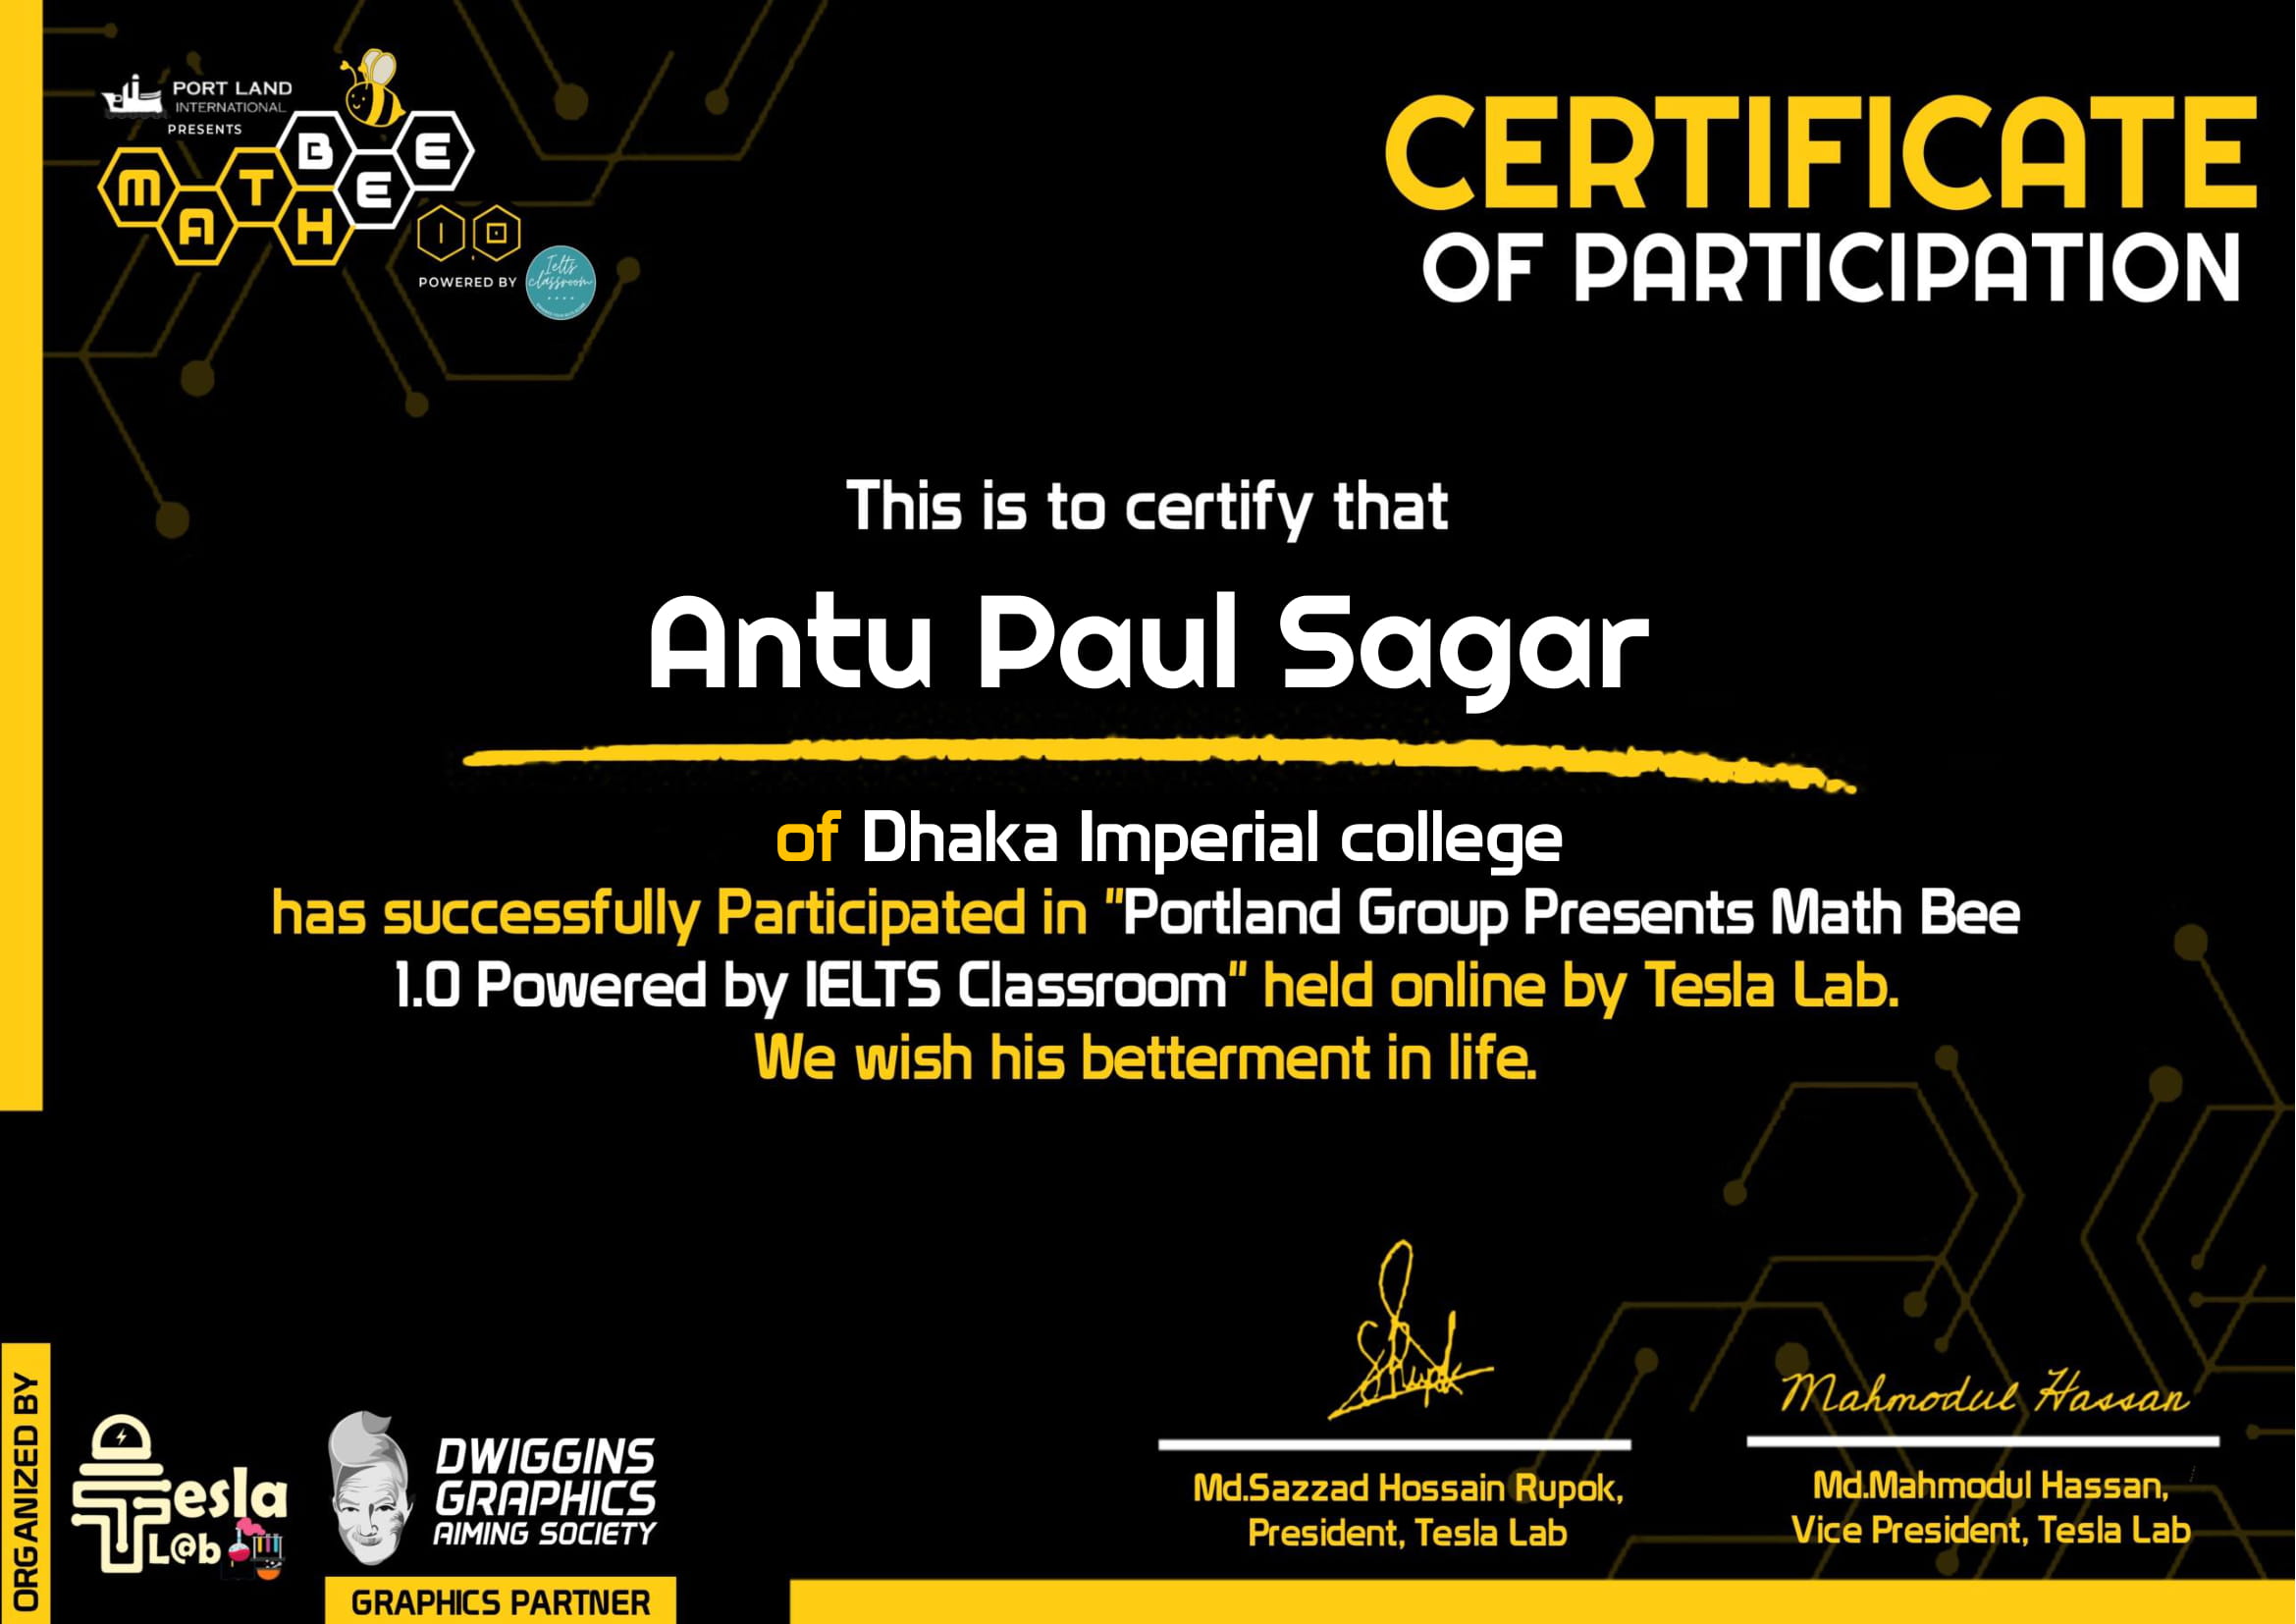 PORT LAND
INTERNATIONAL
PRESENTS
MATH BEE
1.0
POWERED BY
Ielts
classroom
CERTIFICATE
OF PARTICIPATION
This is to certify that
Antu Paul Sagar
of Dhaka Imperial college
has successfully Participated in "Portland Group Presents Math Bee
1.0 Powered by IELTS Classroom" held online by Tesla Lab.
We wish his betterment in life.
ORGANIZED BY
Tesla
L@b
DWIGGINS
GRAPHICS
AIMING SOCIETY
GRAPHICS PARTNER
Rupok
Md.Sazzad Hossain Rupok,
President, Tesla Lab
Mahmodul Hassan
Md.Mahmodul Hassan,
Vice President, Tesla Lab